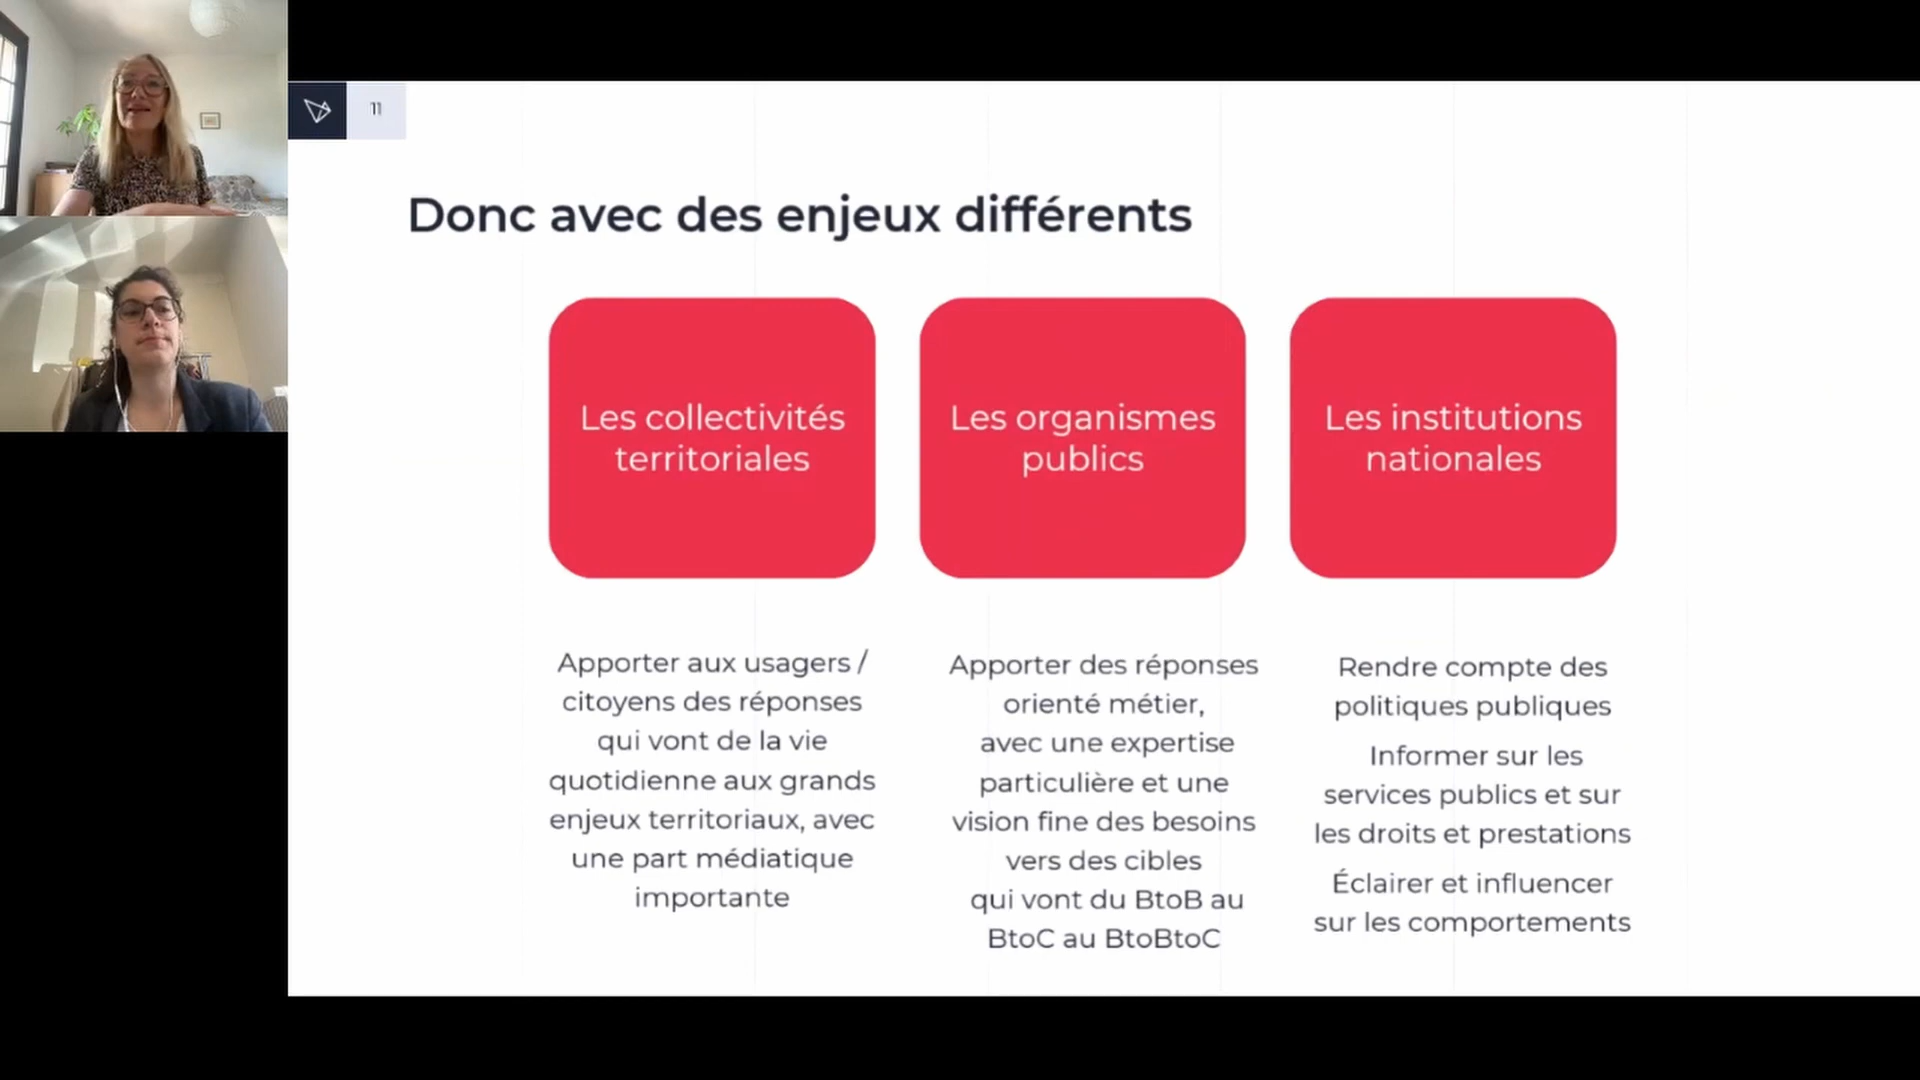 11
Donc avec des enjeux différents
Les collectivités
territoriales
Apporter aux usagers /
citoyens des réponses
qui vont de la vie
quotidienne aux grands
enjeux territoriaux, avec
une part médiatique
importante
Les organismes
publics
Apporter des réponses
orienté métier,
avec une expertise
particulière et une
vision fine des besoins
vers des cibles
qui vont du BtoB au
BtoC au BtoBtoC
Les institutions
nationales
Rendre compte des
politiques publiques
Informer sur les
services publics et sur
les droits et prestations
Éclairer et influencer
sur les comportements